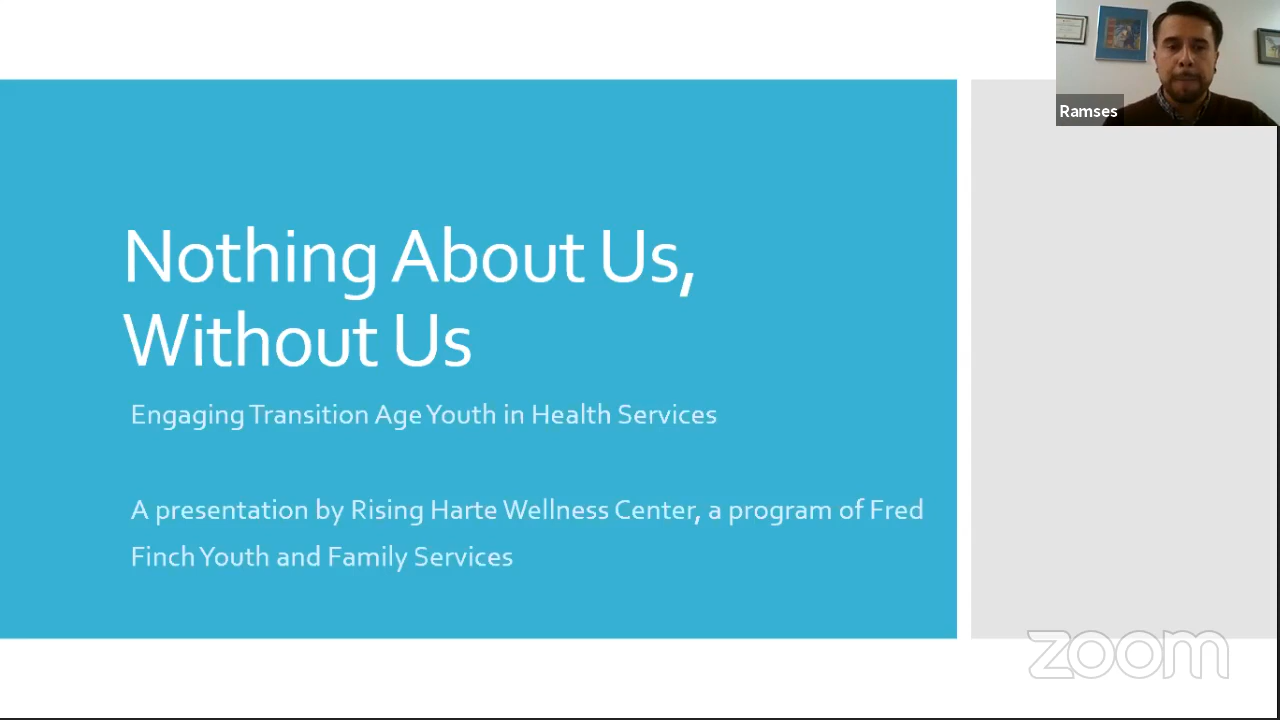 Ramses
Nothing About Us,
Without Us
Engaging Transition Age Youth in Health Services
A presentation by Rising Harte Wellness Center, a program of Fred
Finch Youth and Family Services
zoom